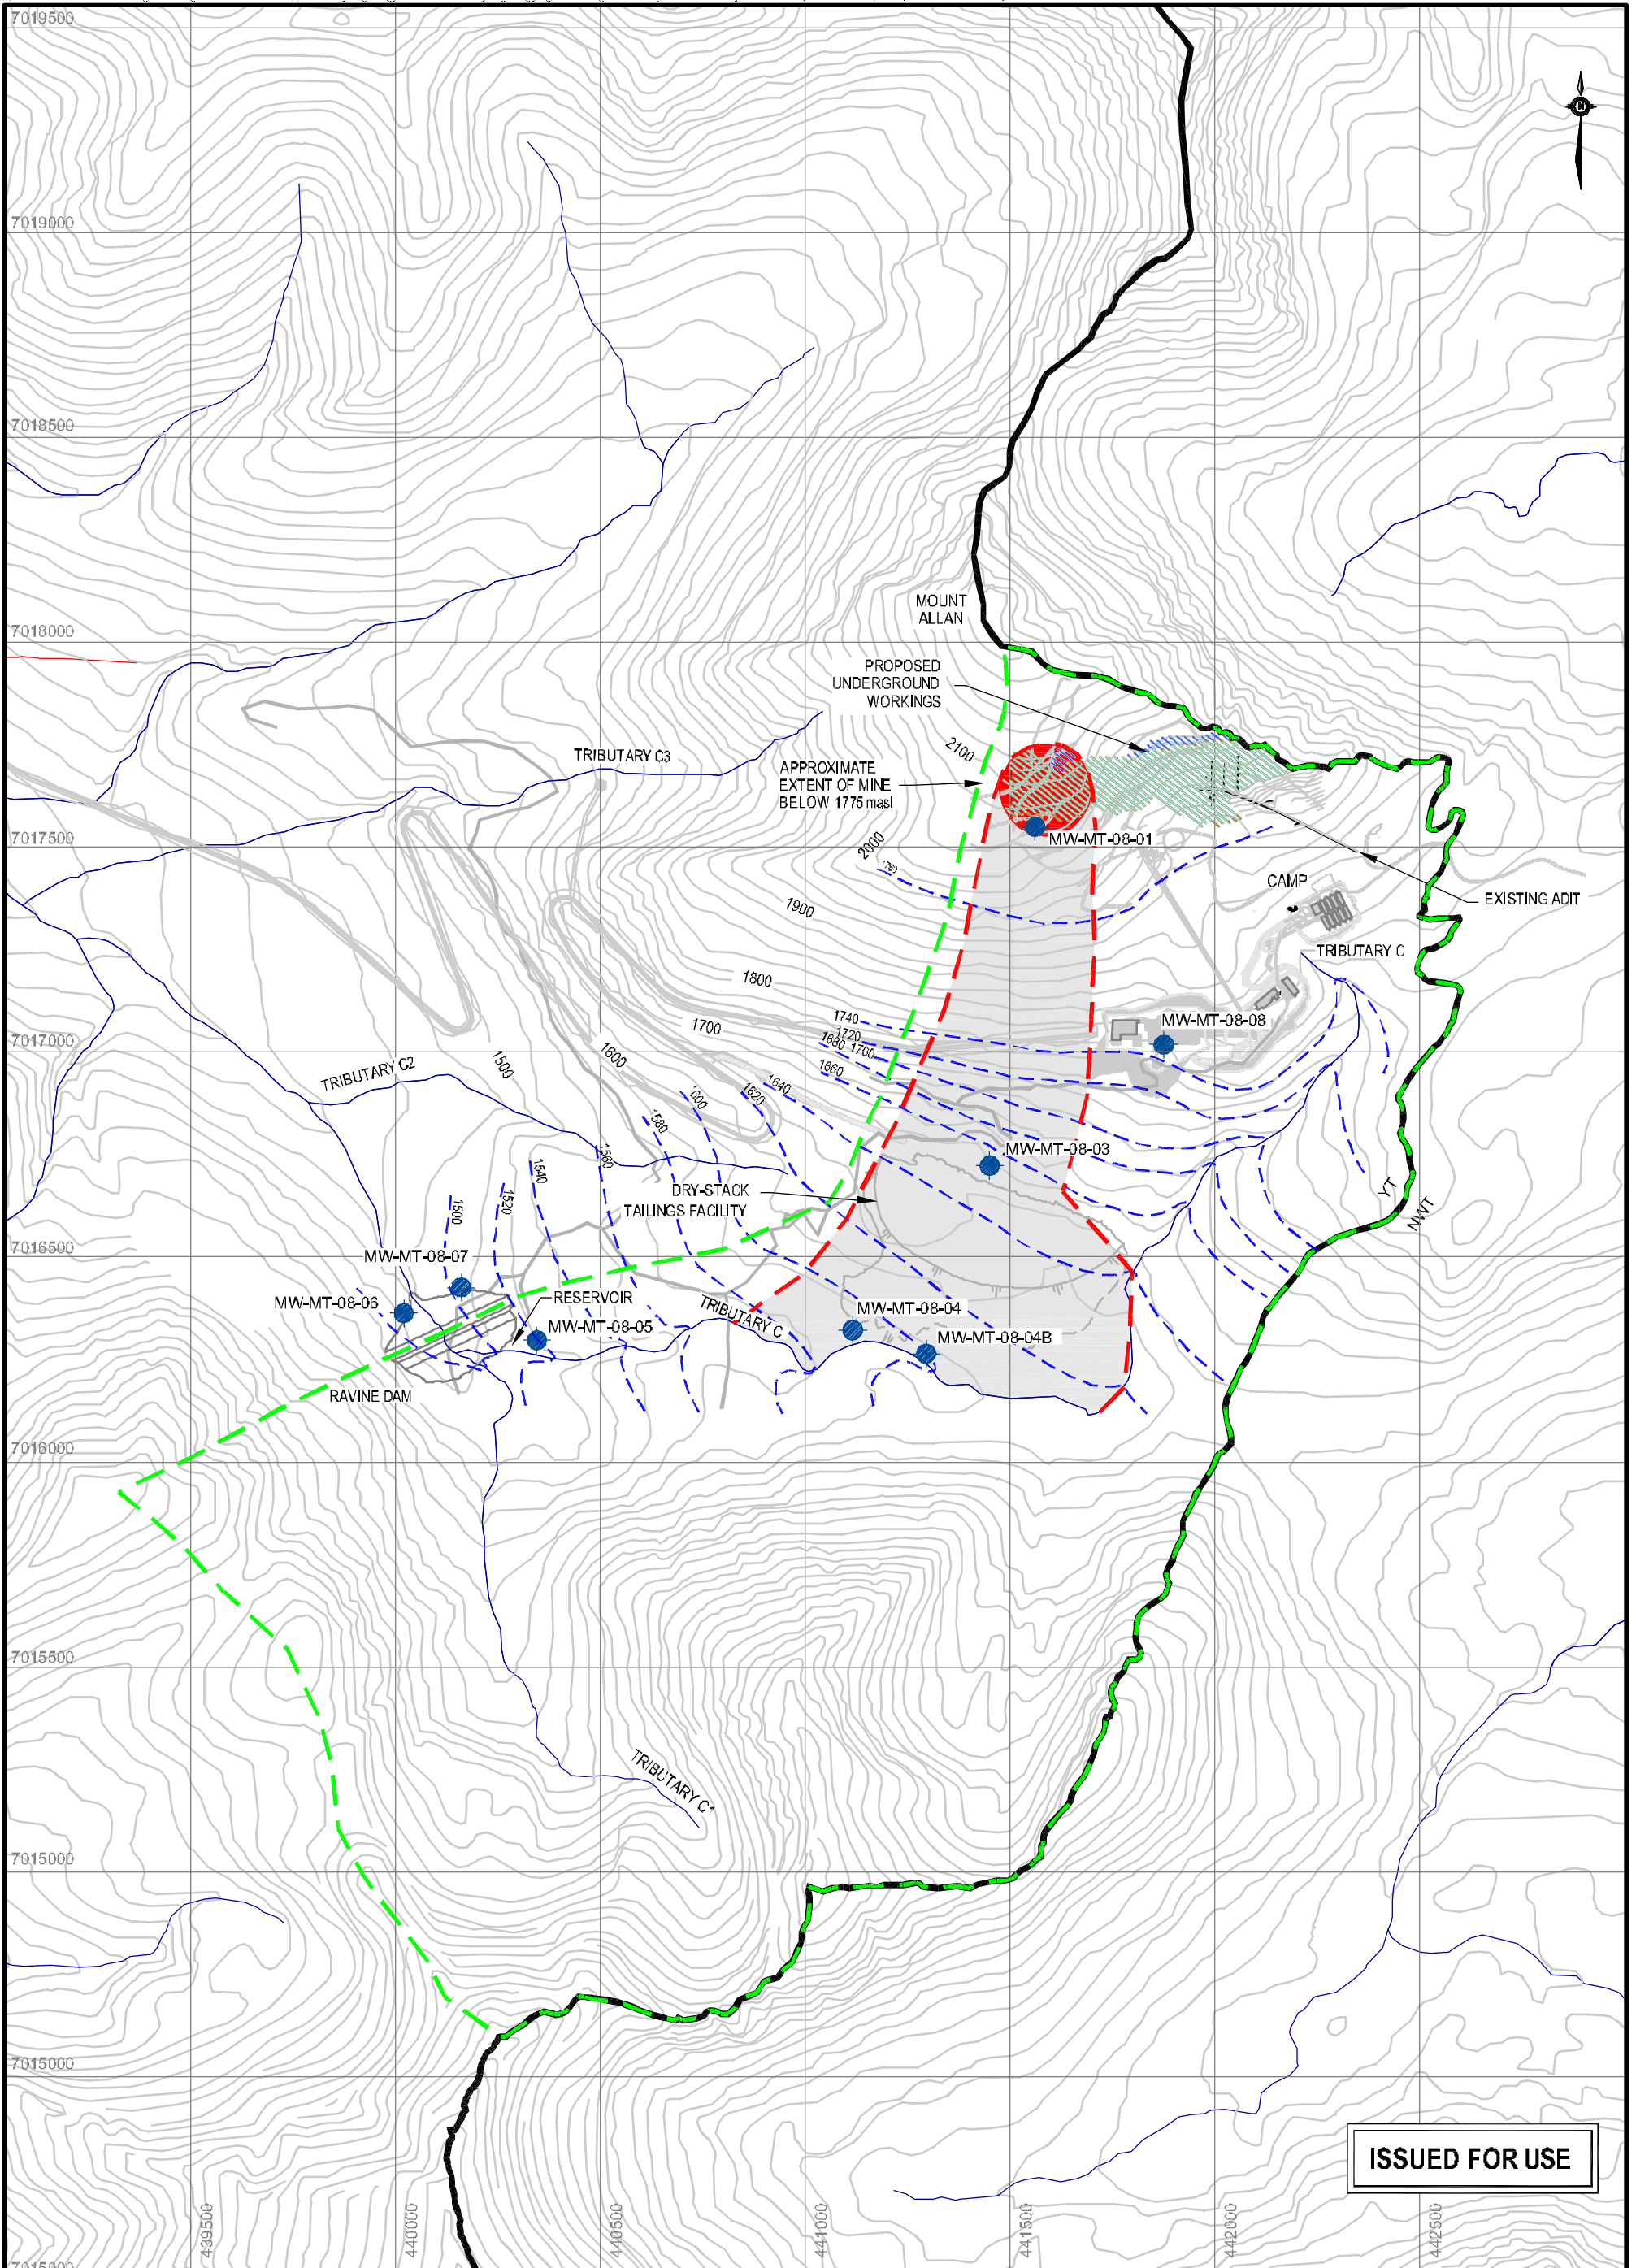 7019500
N
7019000
7018500
MOUNT
ALLAN
7018000
PROPOSED
UNDERGROUND
WORKINGS
2100
TRIBUTARY C3
APPROXIMATE
EXTENT OF MINE
BELOW 1775 masl
7017500
MW-MT-08-01
2000
CAMP
EXISTING ADIT
1900
TRIBUTARY C
1800
1740
MW-MT-08-08
1700
1720
7017000
1680
1700
1600
1500
1660
TRIBUTARY C2
1640
1620
1600
1580
1560
MW-MT-08-03
1540
DRY-STACK
TAILINGS FACILITY
YT
NWT
1520
1500
7016500
MW-MT-08-07
RESERVOIR
MW-MT-08-06
MW-MT-08-05
TRIBUTARY C
MW-MT-08-04
MW-MT-08-04B
RAVINE DAM
7016000
7015500
TRIBUTARY C1
7015000
7015000
ISSUED FOR USE
439500
440000
440500
441000
441500
442000
442500
7015000